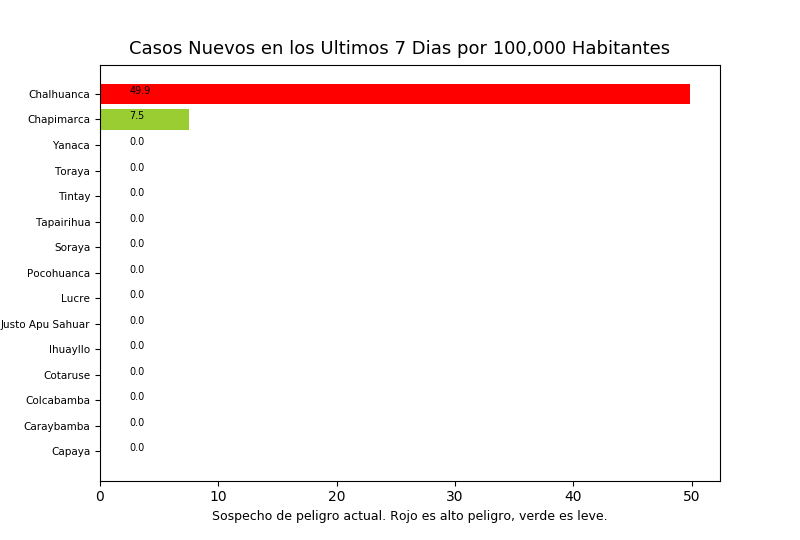 Casos Nuevos en los Ultimos 7 Dias por 100,000 Habitantes
Chalhuanca 49.9
Chapimarca 7.5
Yanaca 0.0
Toraya 0.0
Tintay 0.0
Tapairihua 0.0
Soraya 0.0
Pocohuanca 0.0
Lucre 0.0
Justo Apu Sahuar 0.0
Ihuayllo 0.0
Cotaruse 0.0
Colcabamba 0.0
Caraybamba 0.0
Capaya 0.0
0 10 20 30 40 50
Sospecho de peligro actual. Rojo es alto peligro, verde es leve.